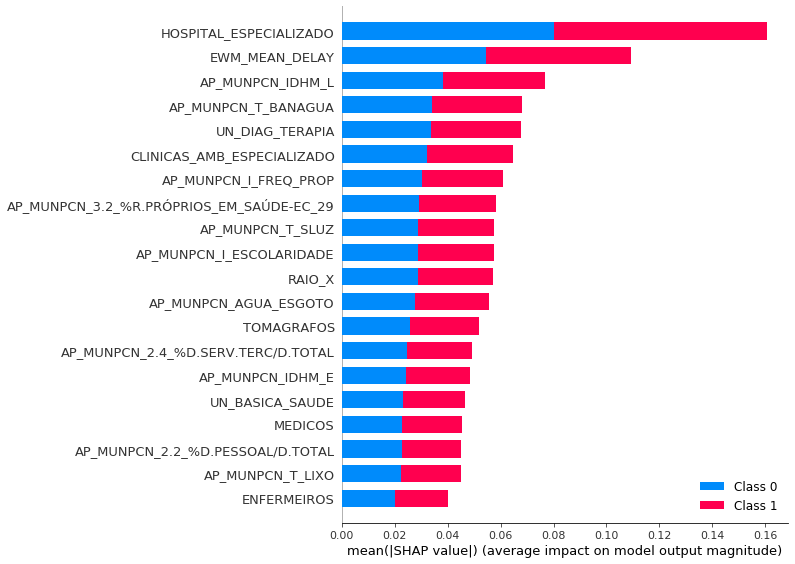 HOSPITAL_ESPECIALIZADO
EWM_MEAN_DELAY
AP_MUNPCN_IDHM_L
AP_MUNPCN_T_BANAGUA
UN_DIAG_TERAPIA
CLINICAS_AMB_ESPECIALIZADO
AP_MUNPCN_I_FREQ_PROP
AP_MUNPCN_3.2_%R.PRÓPRIOS_EM_SAÚDE-EC_29
AP_MUNPCN_T_SLUZ
AP_MUNPCN_I_ESCOLARIDADE
RAIO_X
AP_MUNPCN_AGUA_ESGOTO
TOMAGRAFOS
AP_MUNPCN_2.4_%D.SERV.TERC/D.TOTAL
AP_MUNPCN_IDHM_E
UN_BASICA_SAUDE
MEDICOS
AP_MUNPCN_2.2_%D.PESSOAL/D.TOTAL
AP_MUNPCN_T_LIXO
ENFERMEIROS
Class 0
Class 1
0.00 0.02 0.04 0.06 0.08 0.10 0.12 0.14 0.16
mean(|SHAP value|) (average impact on model output magnitude)